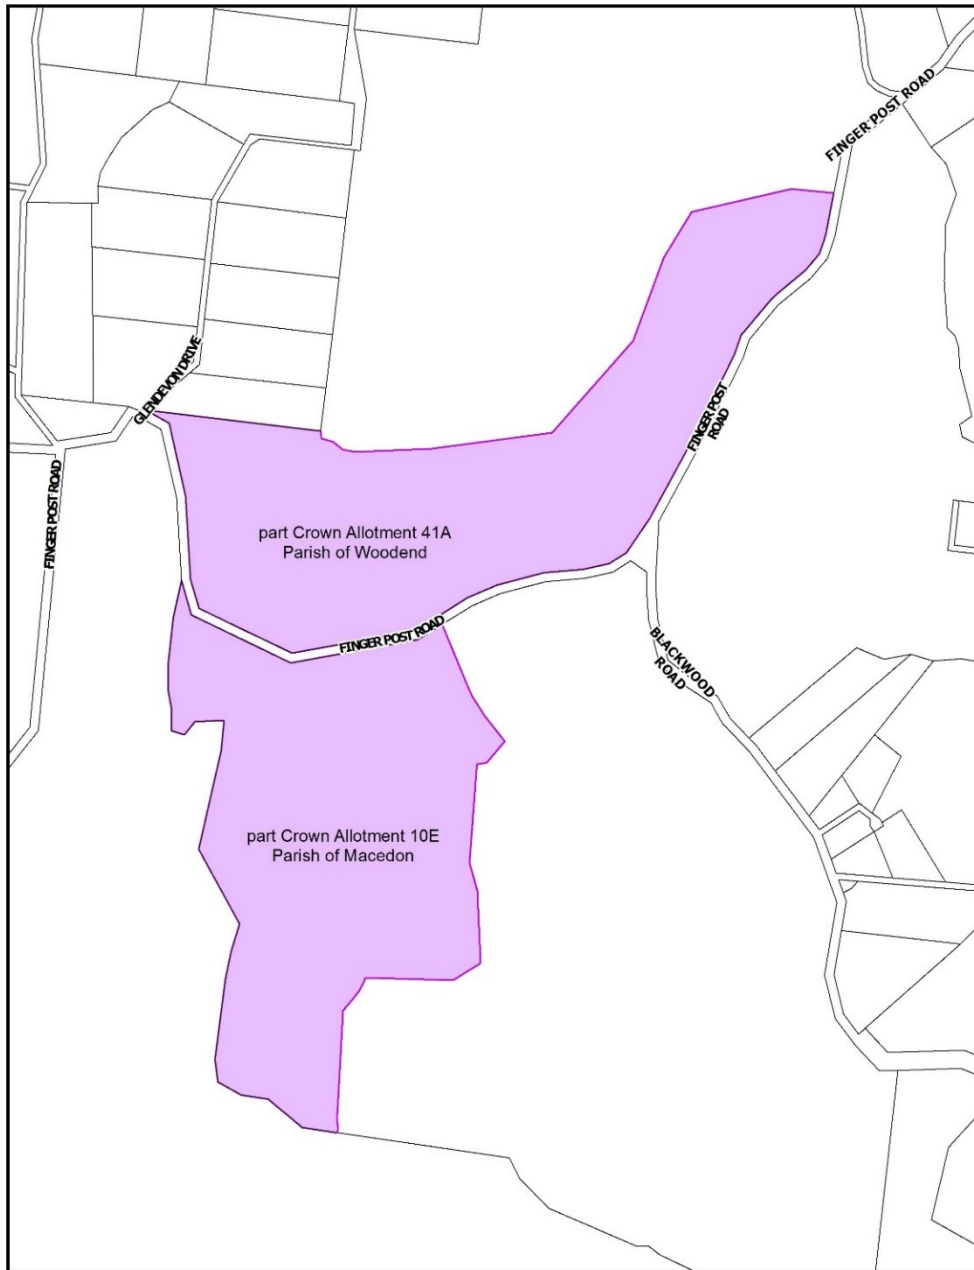 FINGER POST ROAD
GLENDEVON DRIVE
FINGER POST
ROAD
FINGER POST ROAD
part Crown Allotment 41A
Parish of Woodend
FINGER POST ROAD
BLACKWOOD
ROAD
part Crown Allotment 10E
Parish of Macedon